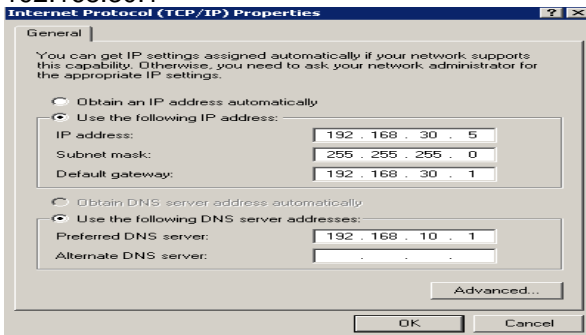 Internet Protocol (TCP/IP) Properties
General
You can get IP settings assigned automatically if your network supports
this capability. Otherwise, you need to ask your network administrator for
the appropriate IP settings.
Obtain an IP address automatically
Use the following IP address:
IP address: 192 . 168 . 30 . 5
Subnet mask: 255 . 255 . 255 . 0
Default gateway: 192 . 168 . 30 . 1
Obtain DNS server address automatically
Use the following DNS server addresses:
Preferred DNS server: 192 . 168 . 10 . 1
Alternate DNS server: . . .
Advanced...
OK Cancel